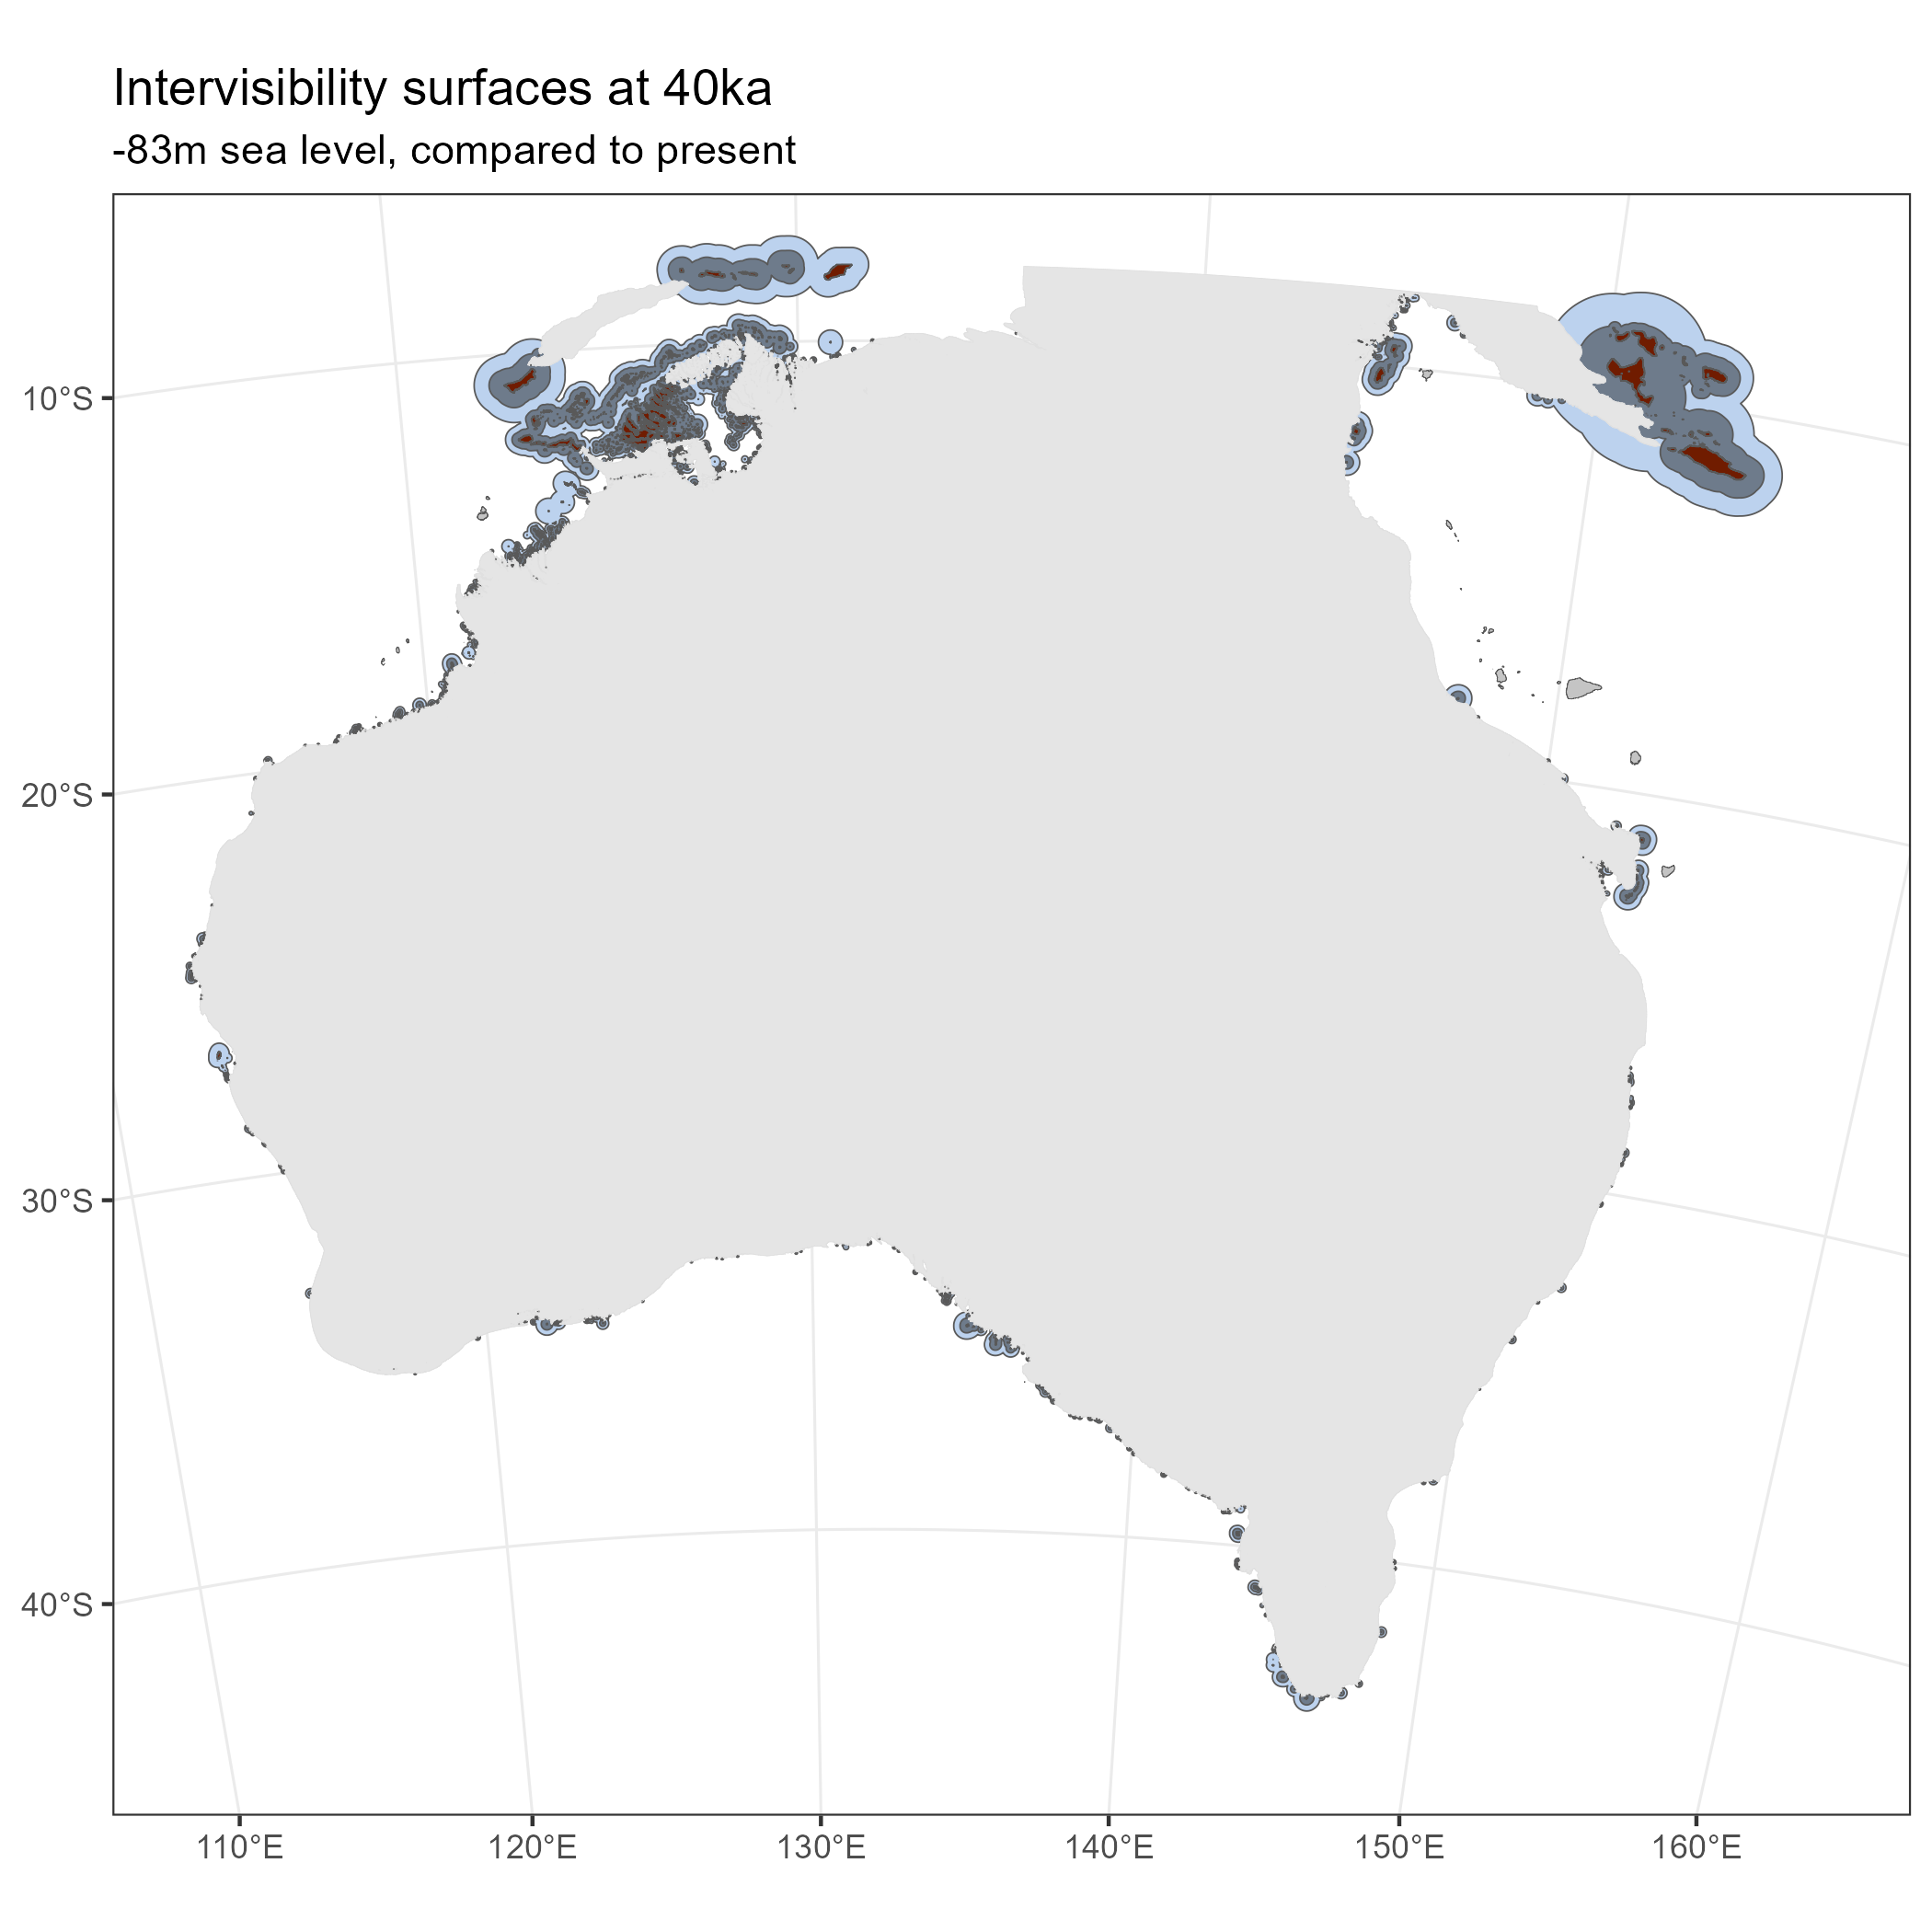 Intervisibility surfaces at 40ka
-83m sea level, compared to present
10°S
20°S
30°S
40°S
110°E 120°E 130°E 140°E 150°E 160°E